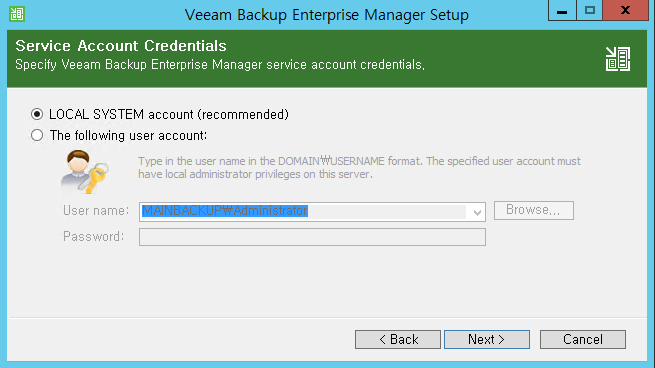 Veeam Backup Enterprise Manager Setup
Service Account Credentials
Specify Veeam Backup Enterprise Manager service account credentials,
LOCAL SYSTEM account (recommended)
The following user account:
Type in the user name in the DOMAIN₩USERNAME format. The specified user account must
have local administrator privileges on this server.
User name: MAINBACKUP₩Administrator Browse...
Password:
< Back Next > Cancel